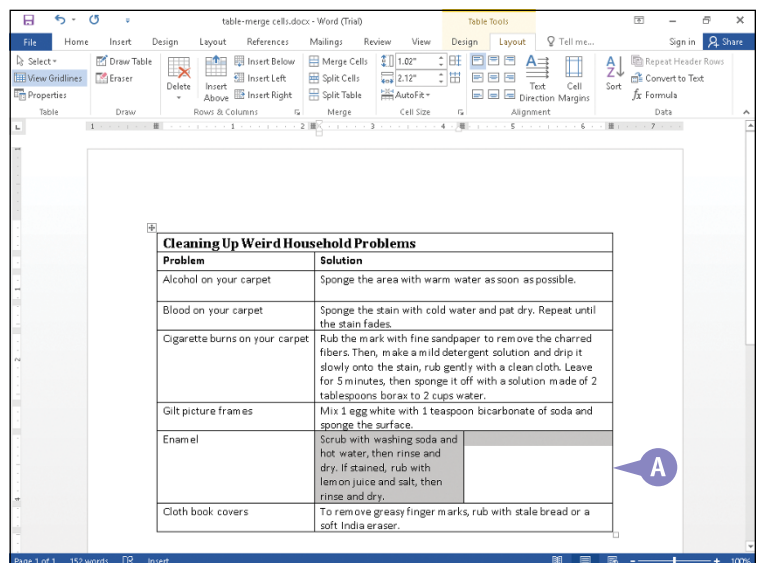 table-merge cells.docx - Word (Trial)
Table Tools
File Home Insert Design Layout References Mailings Review View Design Layout Tell me... Sign in Share
Select
View Gridlines
Properties
Table
Draw Table
Eraser
Draw
Delete
Insert Above
Insert Below
Insert Left
Insert Right
Rows & Columns
Merge Cells
Split Cells
Split Table
Merge
1.02"
2.12"
AutoFit
Cell Size
Text Direction
Cell Margins
Alignment
Sort
Repeat Header Rows
Convert to Text
fx Formula
Data
L
1 1 2 3 4 5 6 7
Cleaning Up Weird Household Problems
Problem Solution
Alcohol on your carpet Sponge the area with warm water as soon as possible.
Blood on your carpet Sponge the stain with cold water and pat dry. Repeat until
the stain fades.
Cigarette burns on your carpet Rub the mark with fine sandpaper to remove the charred
fibers. Then, make a mild detergent solution and drip it
slowly onto the stain, rub gently with a clean cloth. Leave
for 5 minutes, then sponge it off with a solution made of 2
tablespoons borax to 2 cups water.
Gilt picture frames Mix 1 egg white with 1 teaspoon bicarbonate of soda and
sponge the surface.
Enamel Scrub with washing soda and
hot water, then rinse and
dry. If stained, rub with
lemon juice and salt, then
rinse and dry.
A
Cloth book covers To remove greasy finger marks, rub with stale bread or a
soft India eraser.
Page 1 of 1 152 words Insert 100%